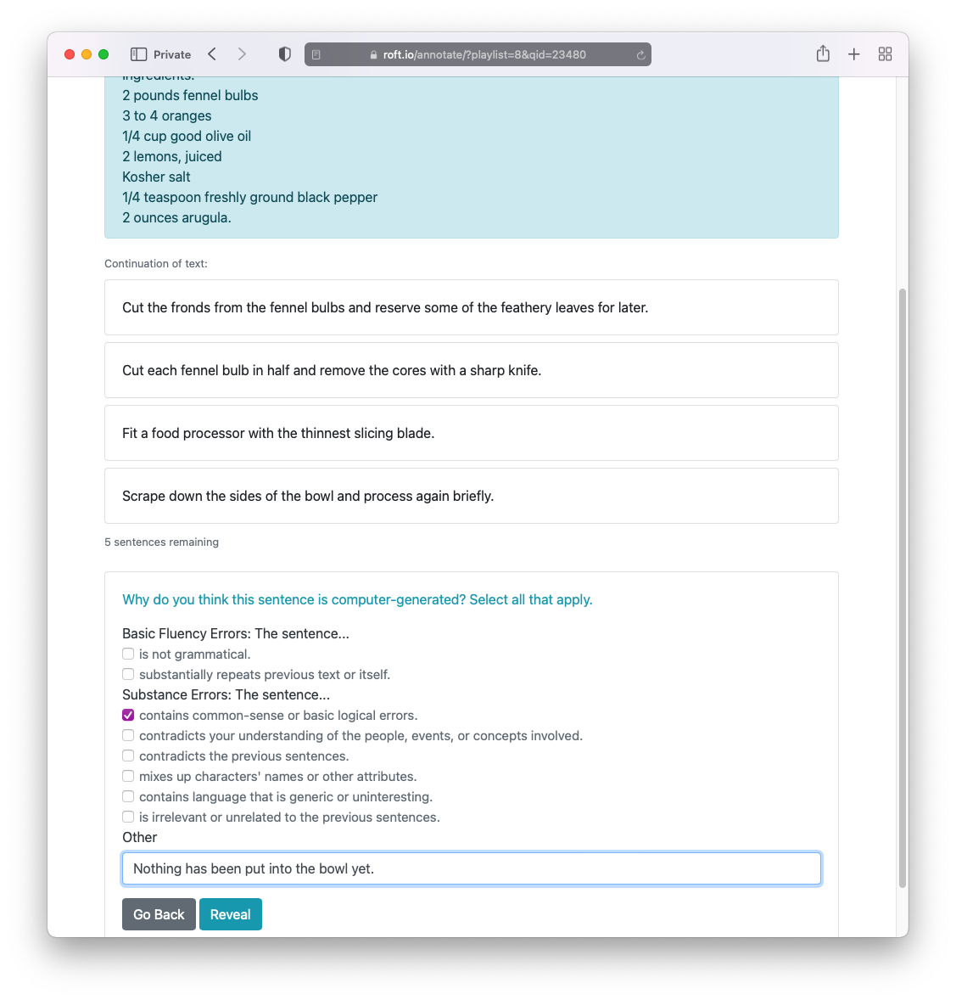 Private
roft.io/annotate/?playlist=8&qid=23480
Ingredients:
2 pounds fennel bulbs
3 to 4 oranges
1/4 cup good olive oil
2 lemons, juiced
Kosher salt
1/4 teaspoon freshly ground black pepper
2 ounces arugula.
Continuation of text:
Cut the fronds from the fennel bulbs and reserve some of the feathery leaves for later.
Cut each fennel bulb in half and remove the cores with a sharp knife.
Fit a food processor with the thinnest slicing blade.
Scrape down the sides of the bowl and process again briefly.
5 sentences remaining
Why do you think this sentence is computer-generated? Select all that apply.
Basic Fluency Errors: The sentence...
is not grammatical.
substantially repeats previous text or itself.
Substance Errors: The sentence...
contains common-sense or basic logical errors.
contradicts your understanding of the people, events, or concepts involved.
contradicts the previous sentences.
mixes up characters' names or other attributes.
contains language that is generic or uninteresting.
is irrelevant or unrelated to the previous sentences.
Other
Nothing has been put into the bowl yet.
Go Back Reveal